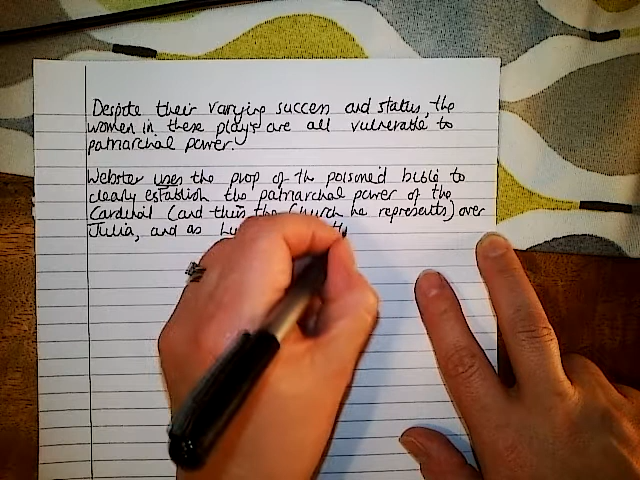 Despite their varying success and status, the
women in these plays are all vulnerable to
patriarchal power.
Webster uses the prop of the poisoned bible to
clearly establish the patriarchal power of the
Cardinal (and thus the Church he represents) over
Julia, and as